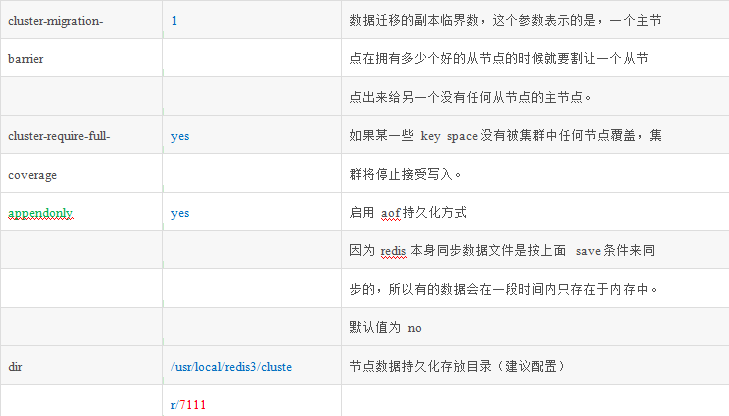 cluster-migration- 1 数据迁移的副本临界数，这个参数表示的是，一个主节
barrier 点在拥有多少个好的从节点的时候就要割让一个从节
点出来给另一个没有任何从节点的主节点。
cluster-require-full- yes 如果某一些 key space 没有被集群中任何节点覆盖，集
coverage 群将停止接受写入。
appendonly yes 启用 aof 持久化方式
因为 redis 本身同步数据文件是按上面 save 条件来同
步的，所以有的数据会在一段时间内只存在于内存中。
默认值为 no
dir /usr/local/redis3/cluste 节点数据持久化存放目录（建议配置）
r/7111